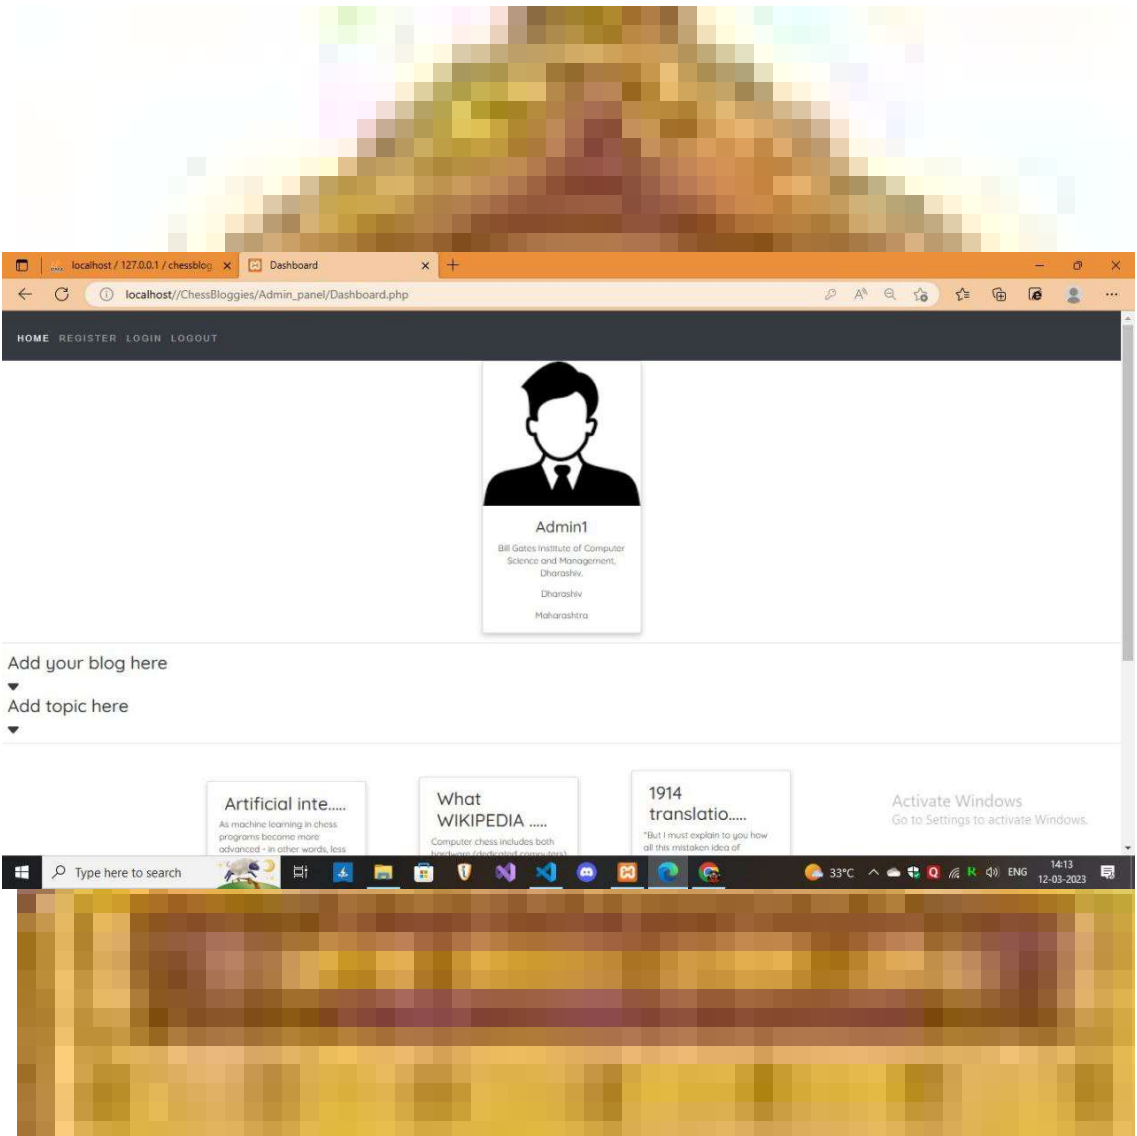 localhost / 127.0.0.1 / chessblog
Dashboard
localhost//ChessBloggies/Admin_panel/Dashboard.php
HOME REGISTER LOGIN LOGOUT
Admin1
Bill Gates Institute of Computer
Science and Management,
Dharashiv.
Dharashiv
Maharashtra
Add your blog here
Add topic here
Artificial inte.....
As machine learning in chess
programs become more
advanced - in other words, less
What
WIKIPEDIA .....
Computer chess includes both
hardware (dedicated computers)
1914
translatio.....
"But I must explain to you how
all this mistaken idea of
Activate Windows
Go to Settings to activate Windows.
Type here to search
33°C
ENG
14:13
12-03-2023